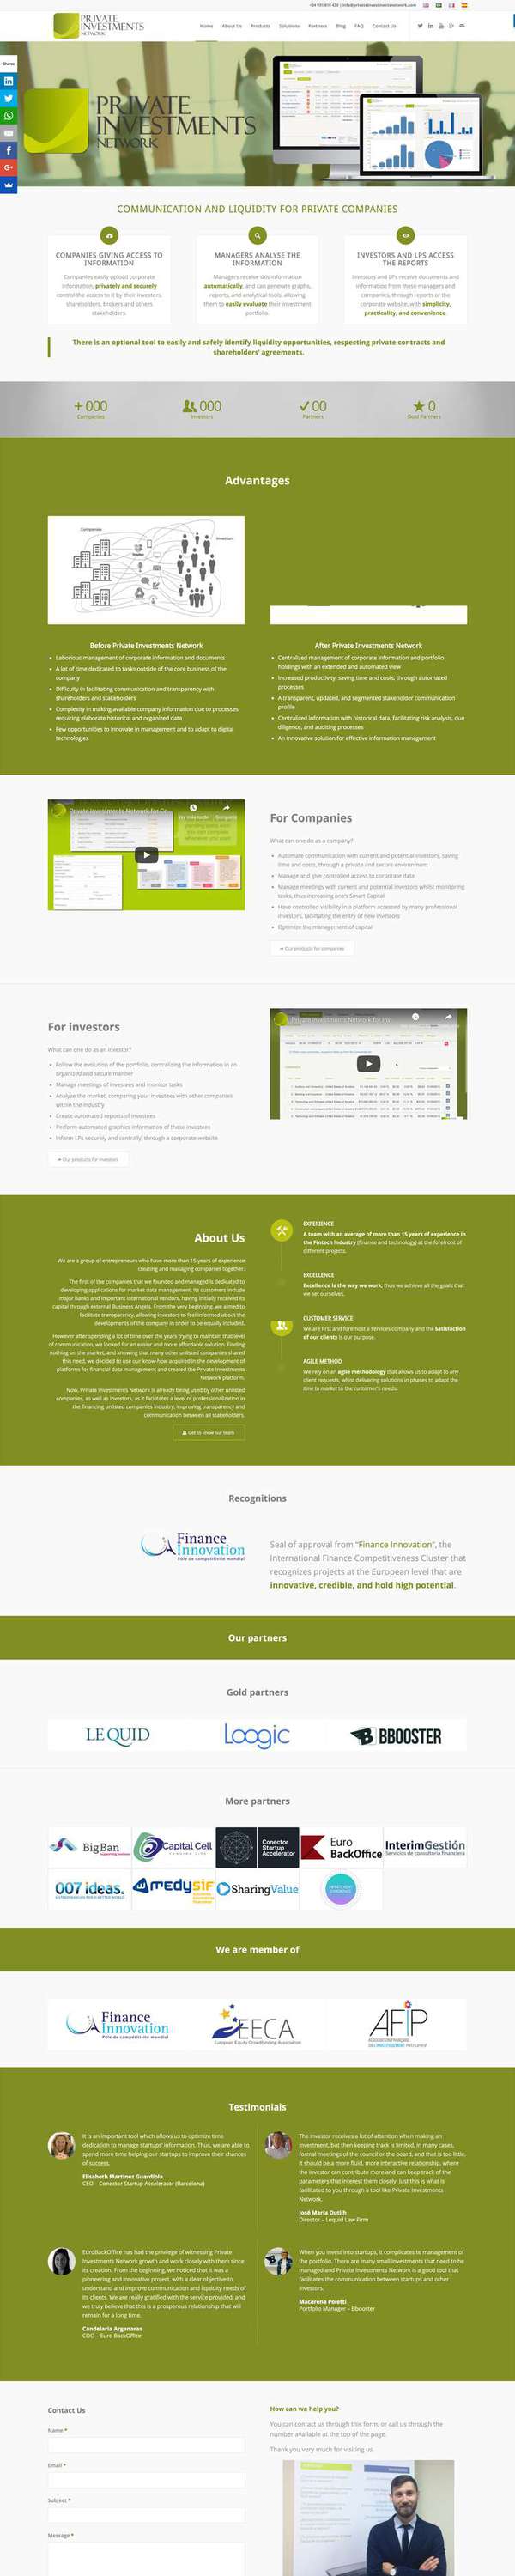 +34 931 810 430 | info@privateinvestmentsnetwork.com
PRIVATE
INVESTMENTS
NETWORK
Home About Us Products Solutions Partners Blog FAQ Contact Us
Shares
PRIVATE
INVESTMENTS
NETWORK
COMMUNICATION AND LIQUIDITY FOR PRIVATE COMPANIES
COMPANIES GIVING ACCESS TO
INFORMATION
Companies easily upload corporate
information, privately and securely
control the access to it by their investors,
shareholders, brokers and others
stakeholders.
MANAGERS ANALYSE THE
INFORMATION
Managers receive this information
automatically, and can generate graphs,
reports, and analytical tools, allowing
them to easily evaluate their investment
portfolio.
INVESTORS AND LPS ACCESS
THE REPORTS
Investors and LPs receive documents and
information from these managers and
companies, through reports or the
corporate website, with simplicity,
practicality, and convenience.
There is an optional tool to easily and safely identify liquidity opportunities, respecting private contracts and
shareholders' agreements.
+ 000
Companies
000
Investors
00
Partners
0
Gold Partners
Advantages
Companies
Investors
Before Private Investments Network
• Laborious management of corporate information and documents
• A lot of time dedicated to tasks outside of the core business of the
company
• Difficulty in facilitating communication and transparency with
shareholders and stakeholders
• Complexity in making available company information due to processes
requiring elaborate historical and organized data
• Few opportunities to innovate in management and to adapt to digital
technologies
After Private Investments Network
• Centralized management of corporate information and portfolio
holdings with an extended and automated view
• Increased productivity, saving time and costs, through automated
processes
• A transparent, updated, and segmented stakeholder communication
profile
• Centralized information with historical data, facilitating risk analysis, due
diligence, and auditing processes
• An innovative solution for effective information management
Private Investments Network for Co...
For Companies
What can one do as a company?
• Automate communication with current and potential investors, saving
time and costs, through a private and secure environment
• Manage and give controlled access to corporate data
• Manage meetings with current and potential investors whilst monitoring
tasks, thus increasing one's Smart Capital
• Have controlled visibility in a platform accessed by many professional
investors, facilitating the entry of new investors
• Optimize the management of capital
Our products for companies
For investors
What can one do as an investor?
• Follow the evolution of the portfolio, centralizing the information in an
organized and secure manner
• Manage meetings of investees and monitor tasks
• Analyze the market, comparing your investees with other companies
within the industry
• Create automated reports of investees
• Perform automated graphics information of these investees
• Inform LPs securely and centrally, through a corporate website
Our products for investors
Private Investments Network for Inv...
About Us
We are a group of entrepreneurs who have more than 15 years of experience
creating and managing companies together.
The first of the companies that we founded and managed is dedicated to
developing applications for market data management. Its customers include
major banks and important international vendors, having initially received its
capital through external Business Angels. From the very beginning, we aimed to
facilitate transparency, allowing investors to feel informed about the
developments of the company in order to be equally included.
However after spending a lot of time over the years trying to maintain that level
of communication, we looked for an easier and more affordable solution. Finding
nothing on the market, and knowing that many other unlisted companies shared
this need, we decided to use our know how acquired in the development of
platforms for financial data management and created the Private Investments
Network platform.
Now, Private Investments Network is already being used by other unlisted
companies, as well as investors, as it facilitates a level of professionalization in
the financing unlisted companies industry, improving transparency and
communication between all stakeholders.
Get to know our team
EXPERIENCE
A team with an average of more than 15 years of experience in
the Fintech Industry (finance and technology) at the forefront of
different projects.
EXCELLENCE
Excellence is the way we work, thus we achieve all the goals that
we set ourselves.
CUSTOMER SERVICE
We are first and foremost a services company and the satisfaction
of our clients is our purpose.
AGILE METHOD
We rely on an agile methodology that allows us to adapt to any
client requests, whilst delivering solutions in phases to adapt the
time to market to the customer's needs.
Recognitions
Finance
Innovation
Pôle de compétitivité mondial
Seal of approval from "Finance Innovation", the
International Finance Competitiveness Cluster that
recognizes projects at the European level that are
innovative, credible, and hold high potential.
Our partners
Gold partners
LE QUID
Loogic
BBOOSTER
More partners
BigBan
Capital Cell
Conector
Startup
Accelerator
Euro
BackOffice
InterimGestión
Servicios de consultoría financiera
007 ideas.
medysif
SharingValue
We are member of
Finance
Innovation
Pôle de compétitivité mondial
EECA
European Equity Crowdfunding Association
AFIP
ASSOCIATION FRANÇAISE
DE L'INVESTISSEMENT PARTICIPATIF
Testimonials
It is an important tool which allows us to optimize time
dedication to manage startups' information. Thus, we are able to
spend more time helping our startups to improve their chances
of success.
Elisabeth Martínez Guardiola
CEO – Conector Startup Accelerator (Barcelona)
The investor receives a lot of attention when making an
investment, but then keeping track is limited, in many cases,
formal meetings of the council or the board, and that is too little.
It should be a more fluid, more interactive relationship, where
the investor can contribute more and can keep track of the
parameters that interest them closely. Just this is what is
facilitated to you through a tool like Private Investments
Network.
José María Dutilh
Director – Lequid Law Firm
EuroBackOffice has had the privilege of witnessing Private
Investments Network growth and work closely with them since
its creation. From the beginning, we noticed that it was a
pioneering and innovative project, with a clear objective to
understand and improve communication and liquidity needs of
its clients. We are really gratified with the service provided, and
we truly believe that this is a prosperous relationship that will
remain for a long time.
Candelaria Arganaras
COO – Euro BackOffice
When you invest into startups, it complicates to management of
the portfolio. There are many small investments that need to be
managed and Private Investments Network is a good tool that
facilitates the communication between startups and other
investors.
Macarena Poletti
Portfolio Manager – Bbooster
Contact Us
Name *
Email *
Subject *
Message *
How can we help you?
You can contact us through this form, or call us through the
number available at the top of the page.
Thank you very much for visiting us.